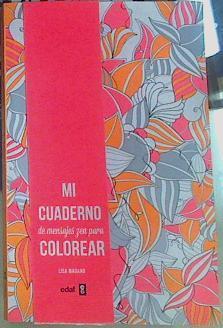 MI
CUADERNO
de mensajes zen para
COLOREAR
LISA MAGANO
edaf